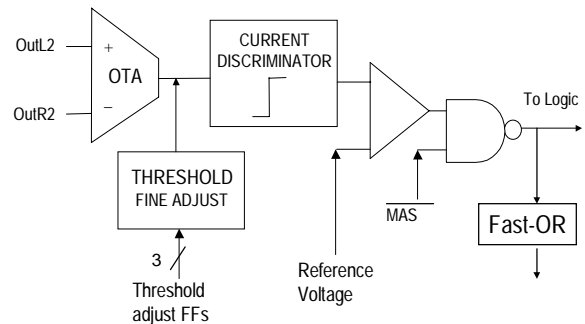 OutL2
+
OTA
−
OutR2
CURRENT
DISCRIMINATOR
THRESHOLD
FINE ADJUST
3
Threshold
adjust FFs
Reference
Voltage
MAS
To Logic
Fast-OR